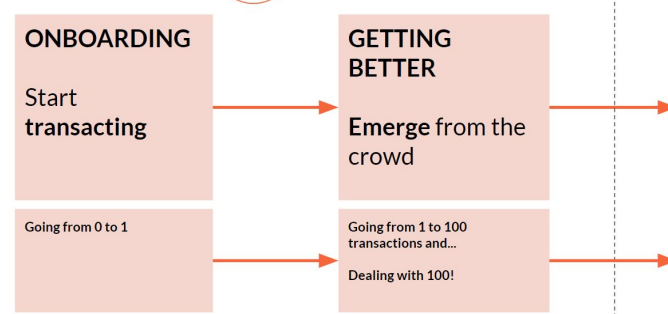 ONBOARDING
Start
transacting
GETTING
BETTER
Emerge from the
crowd
Going from 0 to 1
Going from 1 to 100
transactions and...
Dealing with 100!